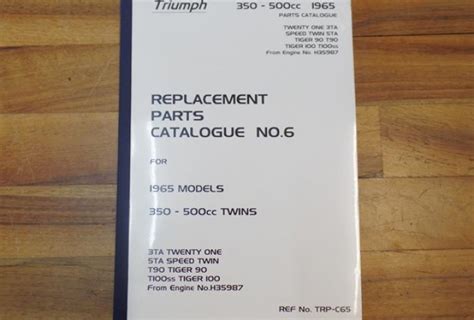 Triumph 350 - 500cc 1965
PARTS CATALOGUE
TWENTY ONE 3TA
SPEED TWIN 5TA
TIGER 90 T90
TIGER 100 T100ss
From Engine No. H35987
REPLACEMENT
PARTS
CATALOGUE NO.6
FOR
1965 MODELS
350 - 500cc TWINS
3TA TWENTY ONE
5TA SPEED TWIN
T90 TIGER 90
T100ss TIGER 100
From Engine No. H35987
REF No. TRP-C65